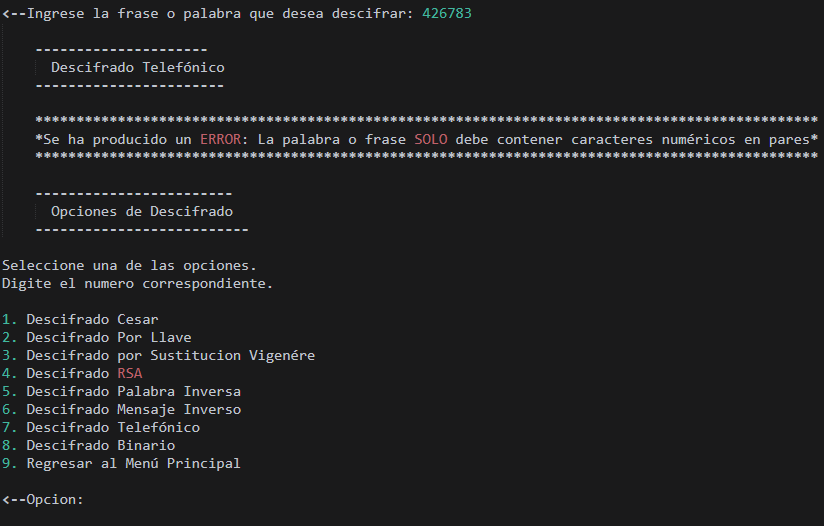 <--Ingrese la frase o palabra que desea descifrar: 426783
---------------------
Descifrado Telefónico
-----------------------
***********************************************************************************************
*Se ha producido un ERROR: La palabra o frase SOLO debe contener caracteres numéricos en pares*
***********************************************************************************************
------------------------
Opciones de Descifrado
--------------------------
Seleccione una de las opciones.
Digite el numero correspondiente.
1. Descifrado Cesar
2. Descifrado Por Llave
3. Descifrado por Sustitucion Vigenére
4. Descifrado RSA
5. Descifrado Palabra Inversa
6. Descifrado Mensaje Inverso
7. Descifrado Telefónico
8. Descifrado Binario
9. Regresar al Menú Principal
<--Opcion: